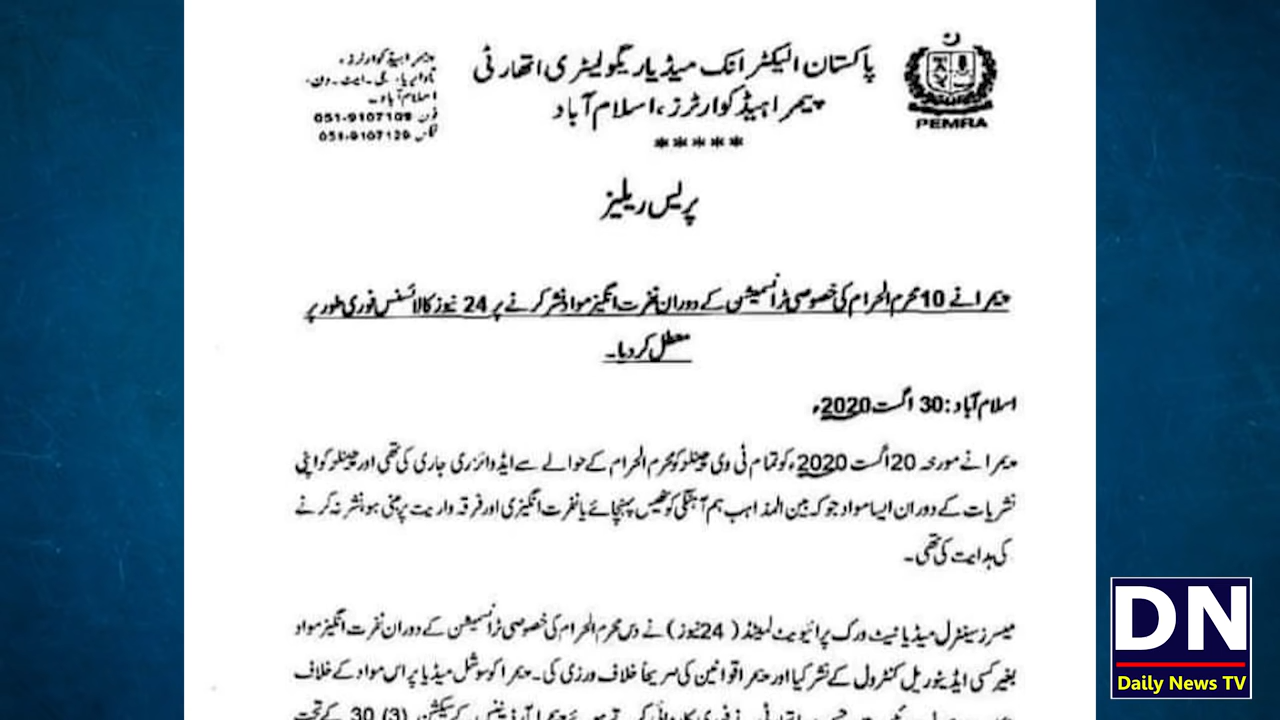 پاکستان الیکٹرانک میڈیا ریگولیٹری اتھارٹی
پیمرا ہیڈ کوارٹرز، اسلام آباد
*****
پیمرا ہیڈ کوارٹرز،
اسلام آباد۔
فون 051-9107109
فیکس 051-9107129
PEMRA
پریس ریلیز
پیمرا نے 10 محرم الحرام کی خصوصی ٹرانسمیشن کے دوران نفرت انگیز مواد نشر کرنے پر 24 نیوز کا لائسنس فوری طور پر
معطل کر دیا۔
اسلام آباد: 30 اگست 2020ء
پیمرا نے مورخہ 20 اگست 2020ء کو تمام ٹی وی چینلز کو محرم الحرام کے حوالے سے ایڈوائزری جاری کی تھی اور چینلز کو اپنی
نشریات کے دوران ایسا مواد جو کہ بین المذاہب ہم آہنگی کو ٹھیس پہنچائے یا نفرت انگیزی اور فرقہ واریت پر مبنی ہو نشر نہ کرنے
کی ہدایت کی تھی۔
میسرز سینٹرل میڈیا نیٹ ورک پرائیویٹ لمیٹڈ (24 نیوز) نے دس محرم الحرام کی خصوصی ٹرانسمیشن کے دوران نفرت انگیز مواد
بغیر کسی ایڈیٹوریل کنٹرول کے نشر کیا اور پیمرا قوانین کی صریحاً خلاف ورزی کی۔ پیمرا کو سوشل میڈیا پر اس مواد کے خلاف
سیکشن (3) 30 کے تحت
DN
Daily News TV